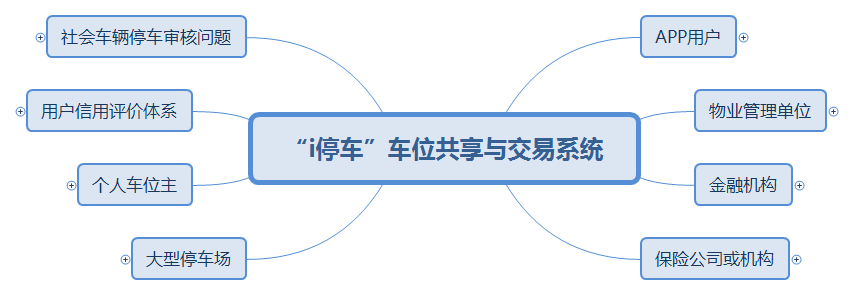 社会车辆停车审核问题
用户信用评价体系
个人车位主
大型停车场
“i停车”车位共享与交易系统
APP用户
物业管理单位
金融机构
保险公司或机构